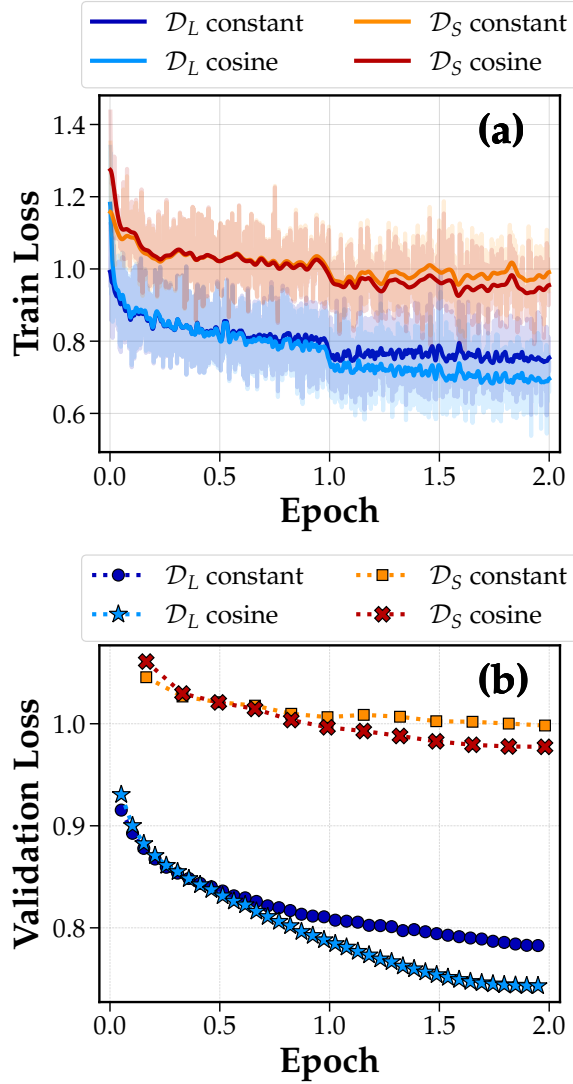 𝒟_L constant 𝒟_S constant
𝒟_L cosine 𝒟_S cosine
(a)
1.4
1.2
1.0
0.8
0.6
Train Loss
0.0 0.5 1.0 1.5 2.0
Epoch
𝒟_L constant 𝒟_S constant
𝒟_L cosine 𝒟_S cosine
(b)
1.0
0.9
0.8
Validation Loss
0.0 0.5 1.0 1.5 2.0
Epoch